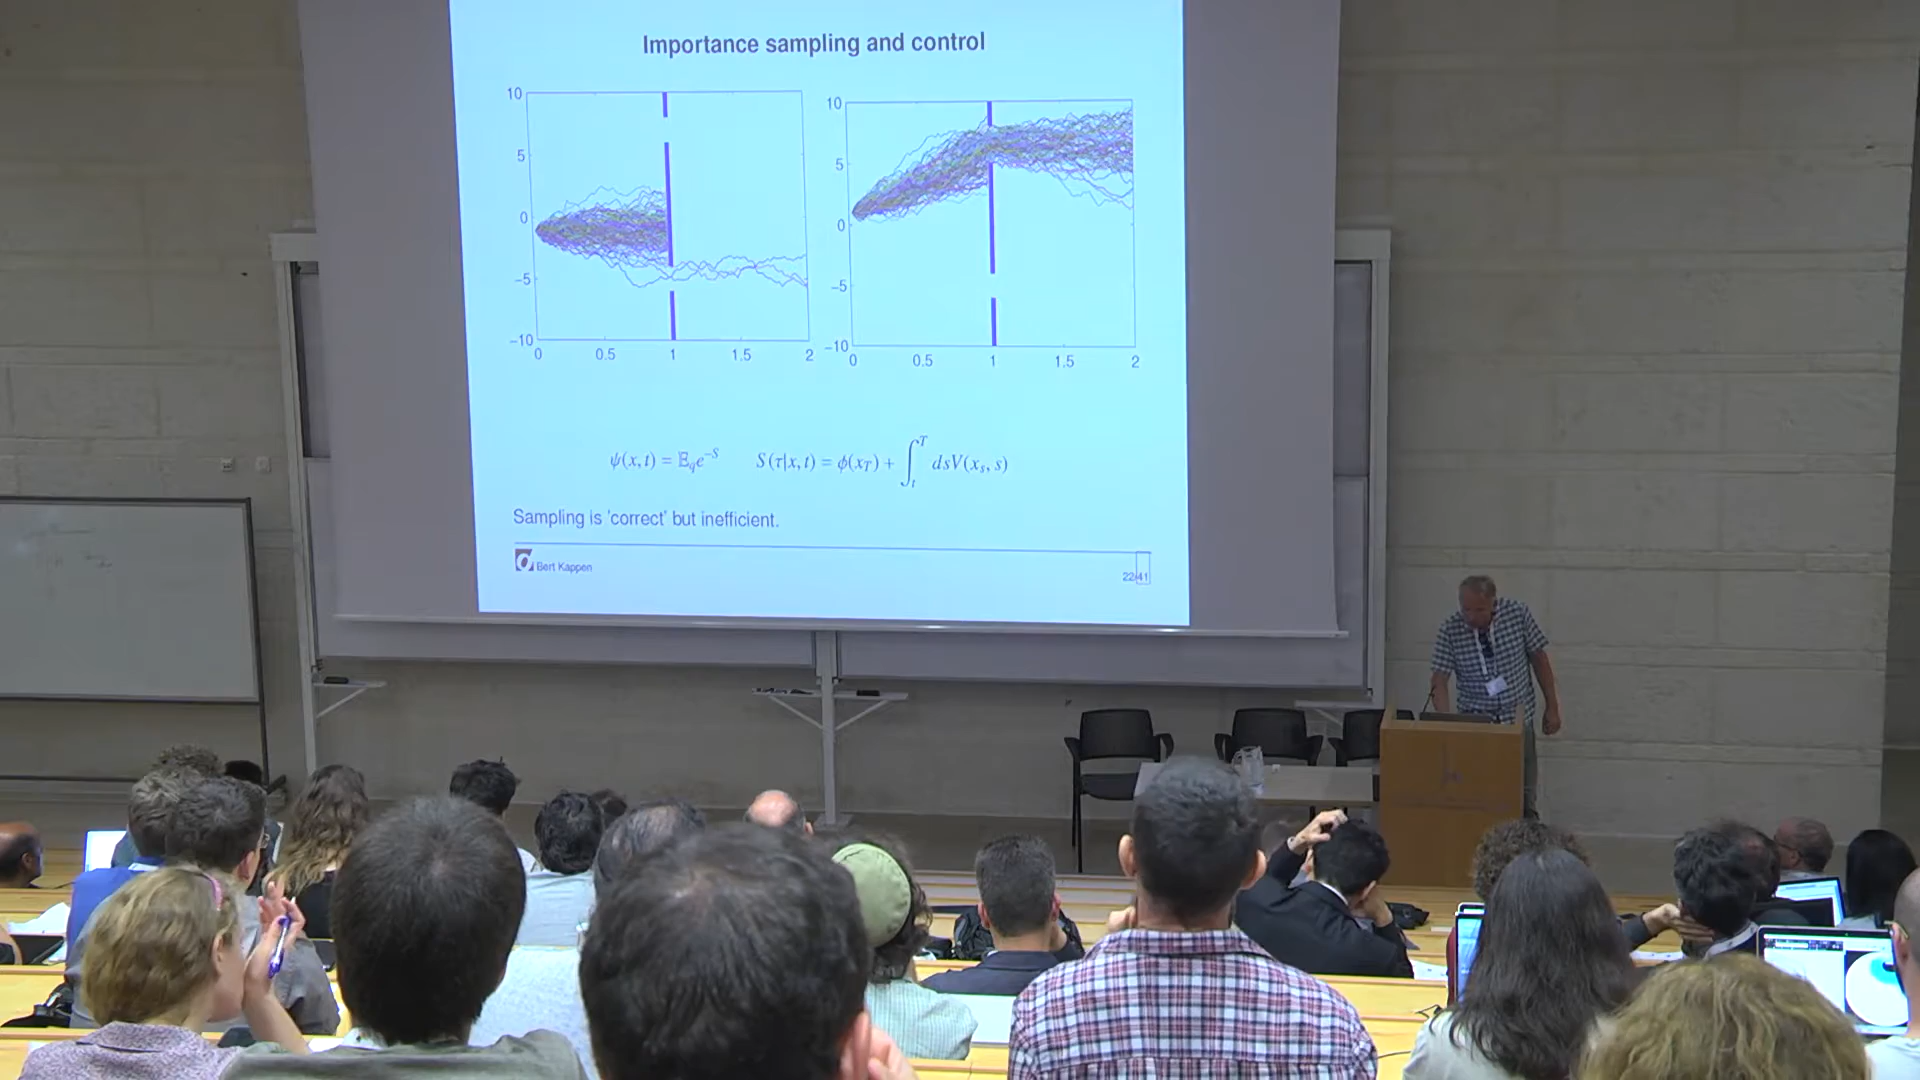 Importance sampling and control
10
5
0
−5
−10
0 0.5 1 1.5 2
10
5
0
−5
−10
0 0.5 1 1.5 2
ψ(x, t) = 𝔼_q e^{−S} S(τ|x, t) = ϕ(x_T) + ∫_t^T dsV(x_s, s)
Sampling is 'correct' but inefficient.
Bert Kappen
22/41